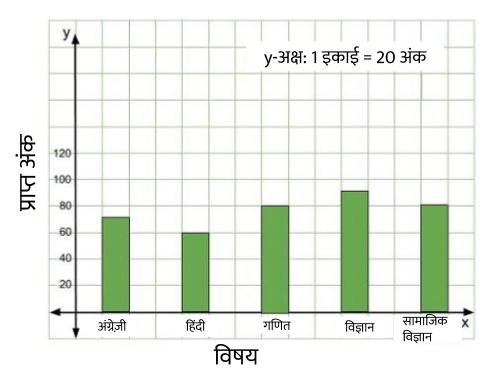 y
y-अक्ष: 1 इकाई = 20 अंक
प्राप्त अंक
120
100
80
60
40
20
अंग्रेज़ी
हिंदी
गणित
विज्ञान
सामाजिक
विज्ञान
x
विषय